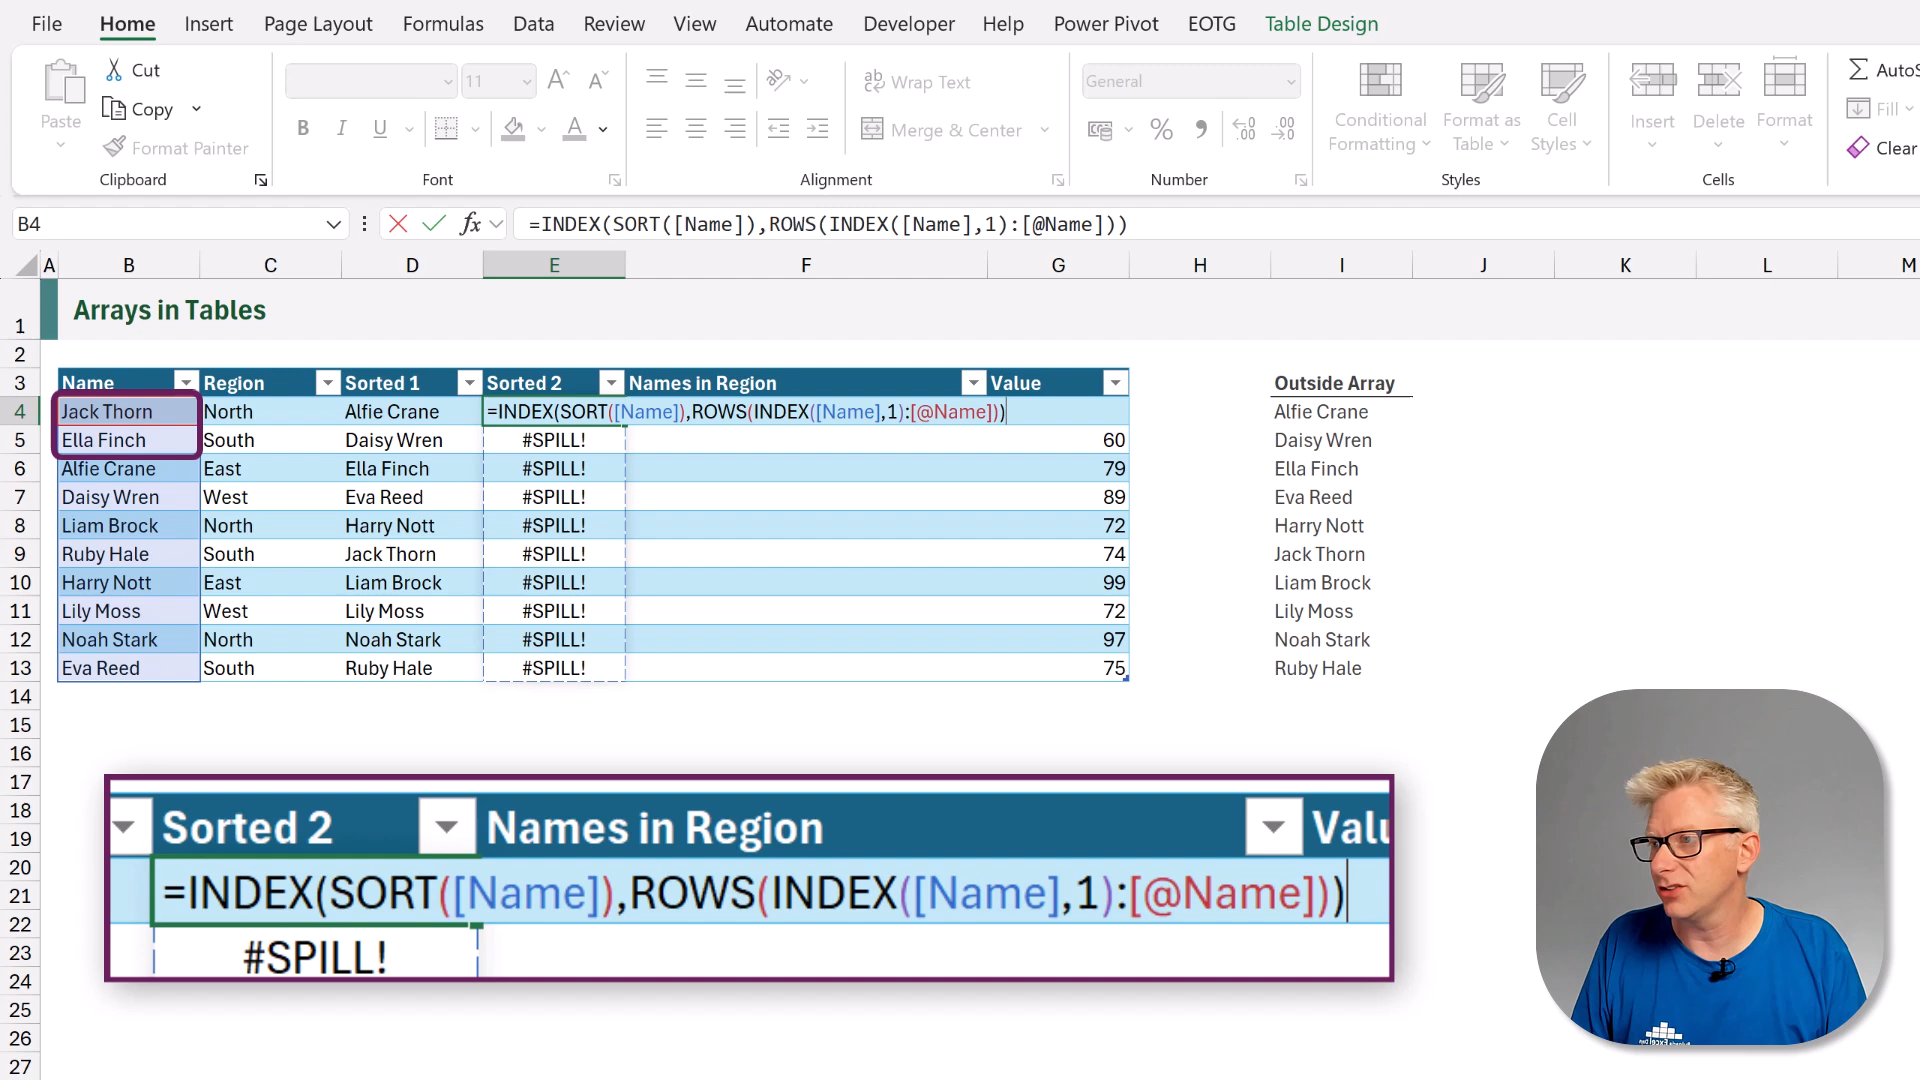 File Home Insert Page Layout Formulas Data Review View Automate Developer Help Power Pivot EOTG Table Design
Paste
Cut
Copy
Format Painter
Clipboard
11
B I U
Font
Wrap Text
Merge & Center
Alignment
General
Number
Conditional Formatting
Format as Table
Cell Styles
Styles
Insert Delete Format
Cells
AutoS
Fill
Clear
B4 fx =INDEX(SORT([Name]),ROWS(INDEX([Name],1):[@Name]))
A B C D E F G H I J K L M
1 Arrays in Tables
2
3 Name Region Sorted 1 Sorted 2 Names in Region Value Outside Array
4 Jack Thorn North Alfie Crane =INDEX(SORT([Name]),ROWS(INDEX([Name],1):[@Name])) Alfie Crane
5 Ella Finch South Daisy Wren #SPILL! 60 Daisy Wren
6 Alfie Crane East Ella Finch #SPILL! 79 Ella Finch
7 Daisy Wren West Eva Reed #SPILL! 89 Eva Reed
8 Liam Brock North Harry Nott #SPILL! 72 Harry Nott
9 Ruby Hale South Jack Thorn #SPILL! 74 Jack Thorn
10 Harry Nott East Liam Brock #SPILL! 99 Liam Brock
11 Lily Moss West Lily Moss #SPILL! 72 Lily Moss
12 Noah Stark North Noah Stark #SPILL! 97 Noah Stark
13 Eva Reed South Ruby Hale #SPILL! 75 Ruby Hale
14
15
16
17
18
19
20
21
22
23
24
25
26
27
Sorted 2 Names in Region Valu
=INDEX(SORT([Name]),ROWS(INDEX([Name],1):[@Name]))
#SPILL!